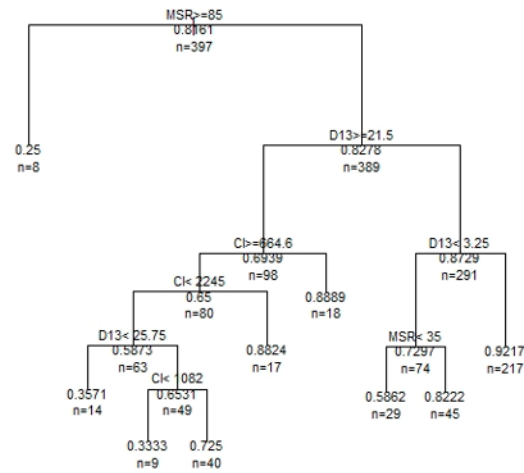 MSR>=85
0.8161
n=397
0.25
n=8
D13>=21.5
0.8278
n=389
CI>=664.6
0.6939
n=98
D13< 3.25
0.8729
n=291
CI< 2245
0.65
n=80
0.8889
n=18
D13< 25.75
0.5873
n=63
0.8824
n=17
MSR< 35
0.7297
n=74
0.9217
n=217
0.3571
n=14
CI< 1082
0.6531
n=49
0.5862
n=29
0.8222
n=45
0.3333
n=9
0.725
n=40